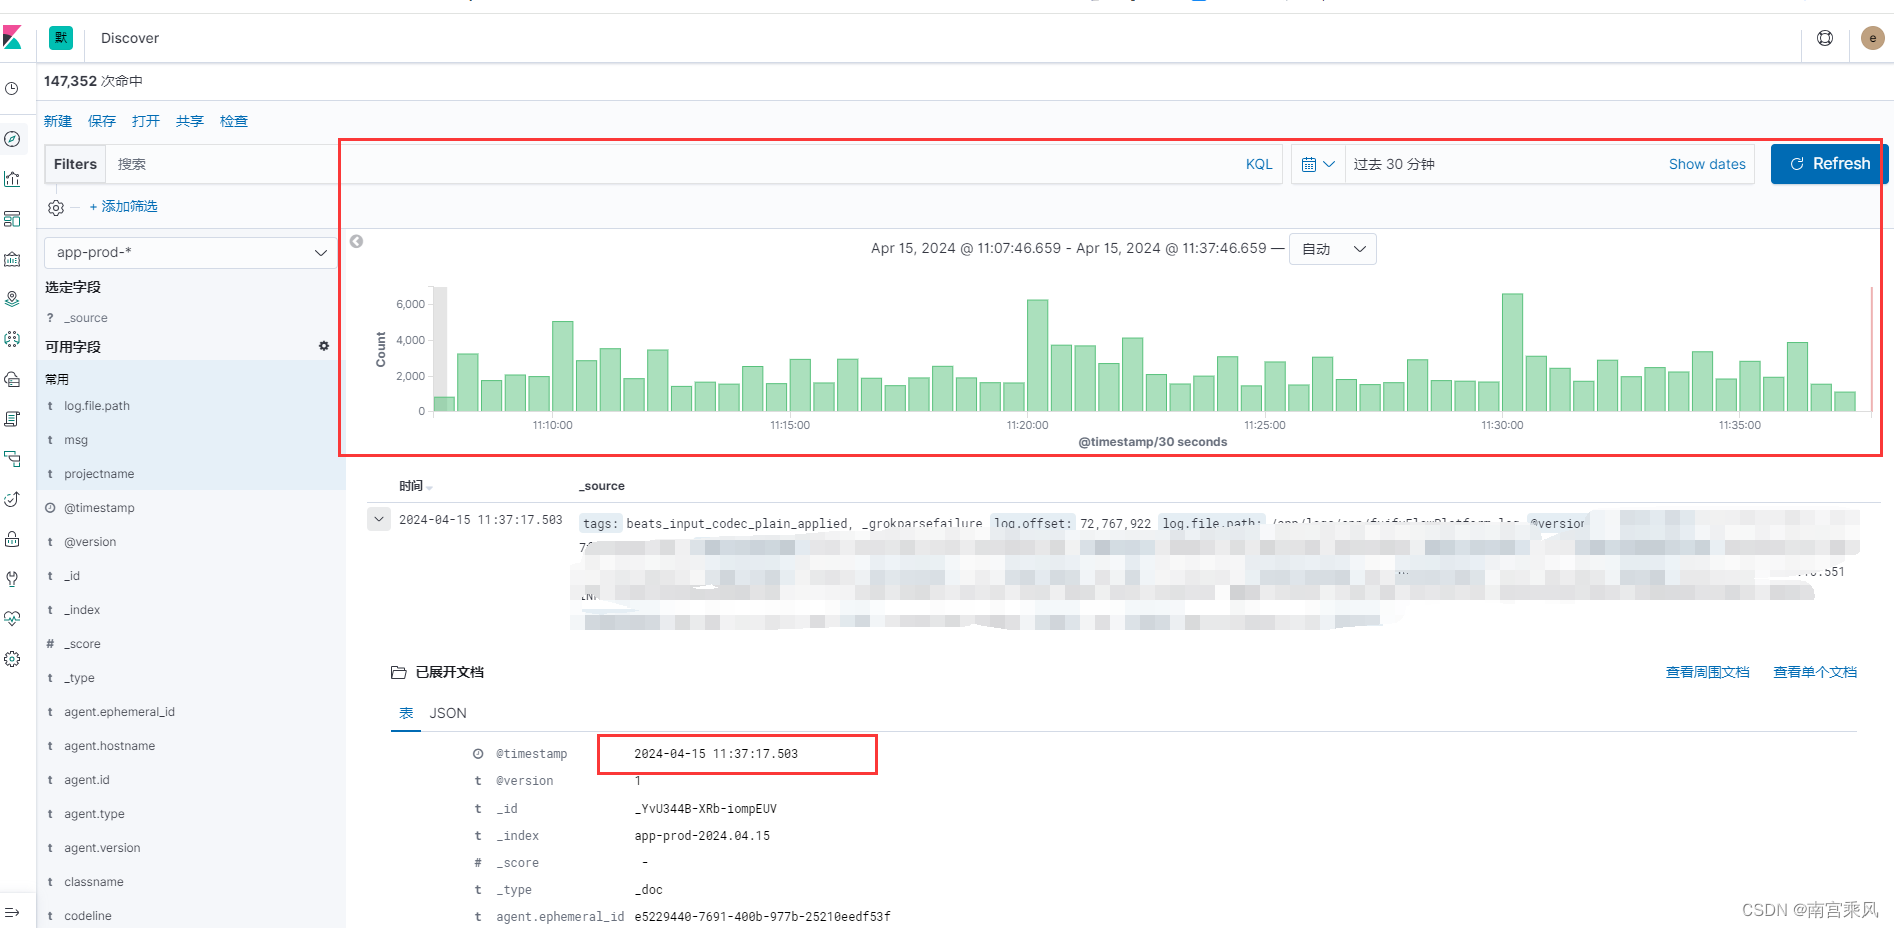 默 Discover e
147,352 次命中
新建 保存 打开 共享 检查
Filters 搜索 KQL 过去 30 分钟 Show dates Refresh
+ 添加筛选
app-prod-*
Apr 15, 2024 @ 11:07:46.659 - Apr 15, 2024 @ 11:37:46.659 — 自动
选定字段
? _source
可用字段
常用
t log.file.path
t msg
t projectname
@timestamp
t @version
t _id
t _index
# _score
t _type
t agent.ephemeral_id
t agent.hostname
t agent.id
t agent.type
t agent.version
t classname
t codeline
Count
6,000
4,000
2,000
0
11:10:00 11:15:00 11:20:00 11:25:00 11:30:00 11:35:00
@timestamp/30 seconds
时间 _source
2024-04-15 11:37:17.503 tags: beats_input_codec_plain_applied, _grokparsefailure log.offset: 72,767,922 log.file.path: @version
已展开文档 查看周围文档 查看单个文档
表 JSON
@timestamp 2024-04-15 11:37:17.503
t @version 1
t _id _YvU344B-XRb-iompEUV
t _index app-prod-2024.04.15
# _score -
t _type _doc
t agent.ephemeral_id e5229440-7691-400b-977b-25210eedf53f
CSDN @南宫乘风